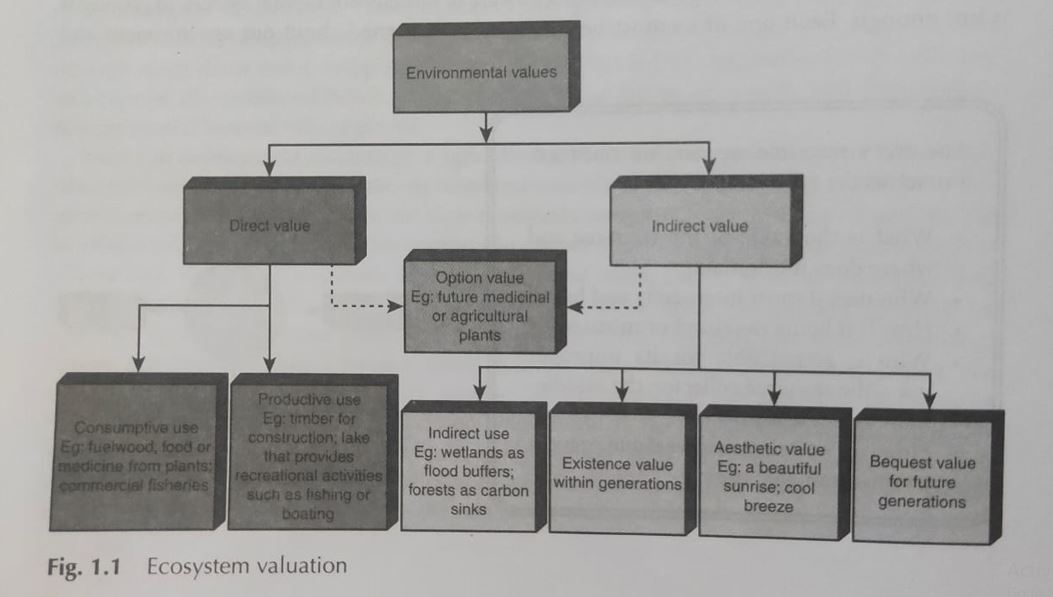 Environmental values
Direct value
Indirect value
Option value
Eg: future medicinal
or agricultural
plants
Consumptive use
Eg: fuelwood; food or
medicine from plants;
commercial fisheries
Productive use
Eg: timber for
construction; lake
that provides
recreational activities
such as fishing or
boating
Indirect use
Eg: wetlands as
flood buffers;
forests as carbon
sinks
Existence value
within generations
Aesthetic value
Eg: a beautiful
sunrise; cool
breeze
Bequest value
for future
generations
Fig. 1.1 Ecosystem valuation